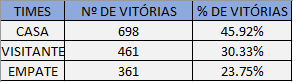 TIMES Nº DE VITÓRIAS % DE VITÓRIAS
CASA 698 45.92%
VISITANTE 461 30.33%
EMPATE 361 23.75%